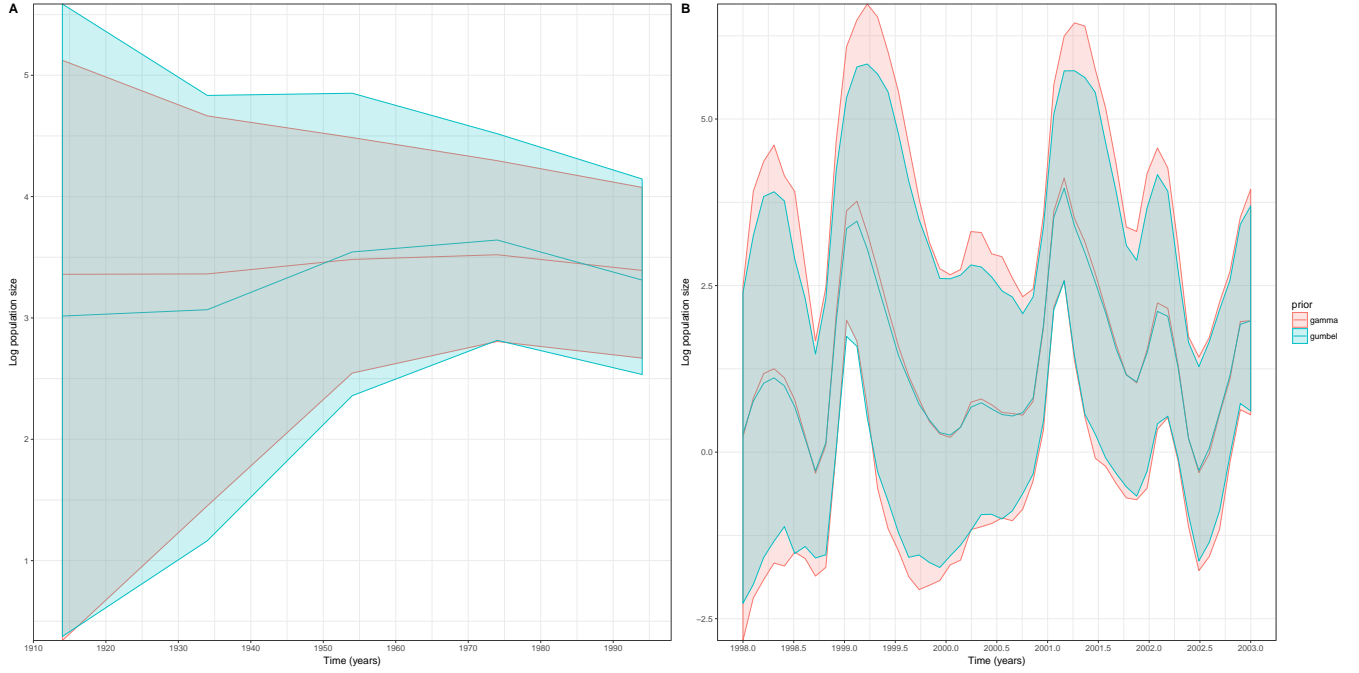 A
B
Log population size
5
4
3
2
1
1910 1920 1930 1940 1950 1960 1970 1980 1990
Time (years)
Log population size
5.0
2.5
0.0
−2.5
1998.0 1998.5 1999.0 1999.5 2000.0 2000.5 2001.0 2001.5 2002.0 2002.5 2003.0
Time (years)
prior
gamma
gumbel